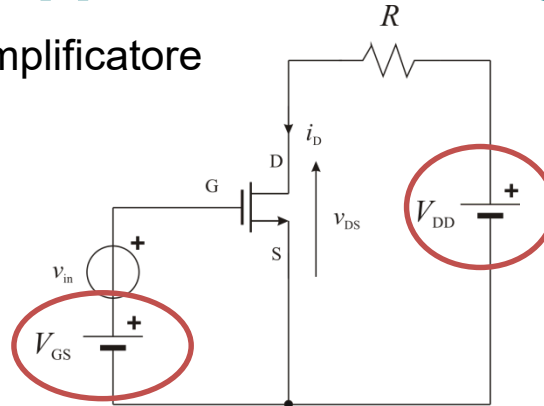 mplificatore
R
i_D
D
G
v_DS
V_DD
+
S
+
v_in
+
V_GS